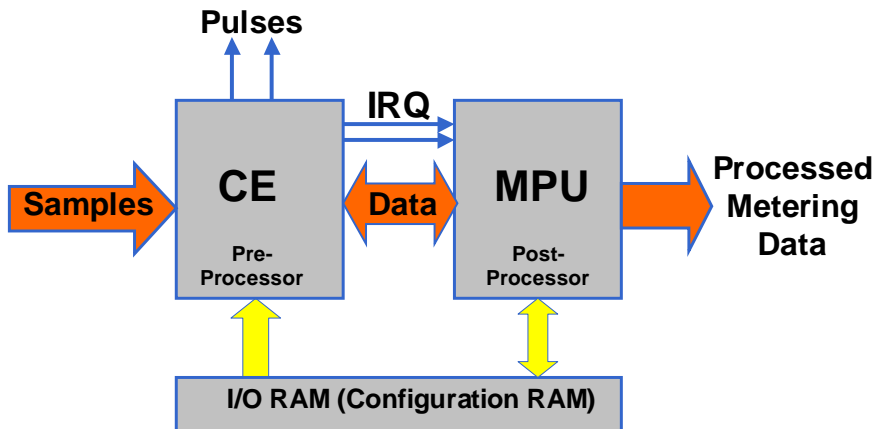 Pulses
IRQ
Samples
CE
Pre-
Processor
Data
MPU
Post-
Processor
Processed
Metering
Data
I/O RAM (Configuration RAM)